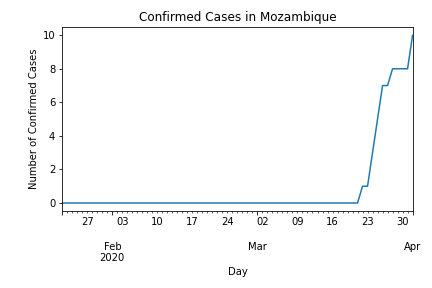 Confirmed Cases in Mozambique
Number of Confirmed Cases
10
8
6
4
2
0
27 03 10 17 24 02 09 16 23 30
Feb Mar Apr
2020
Day